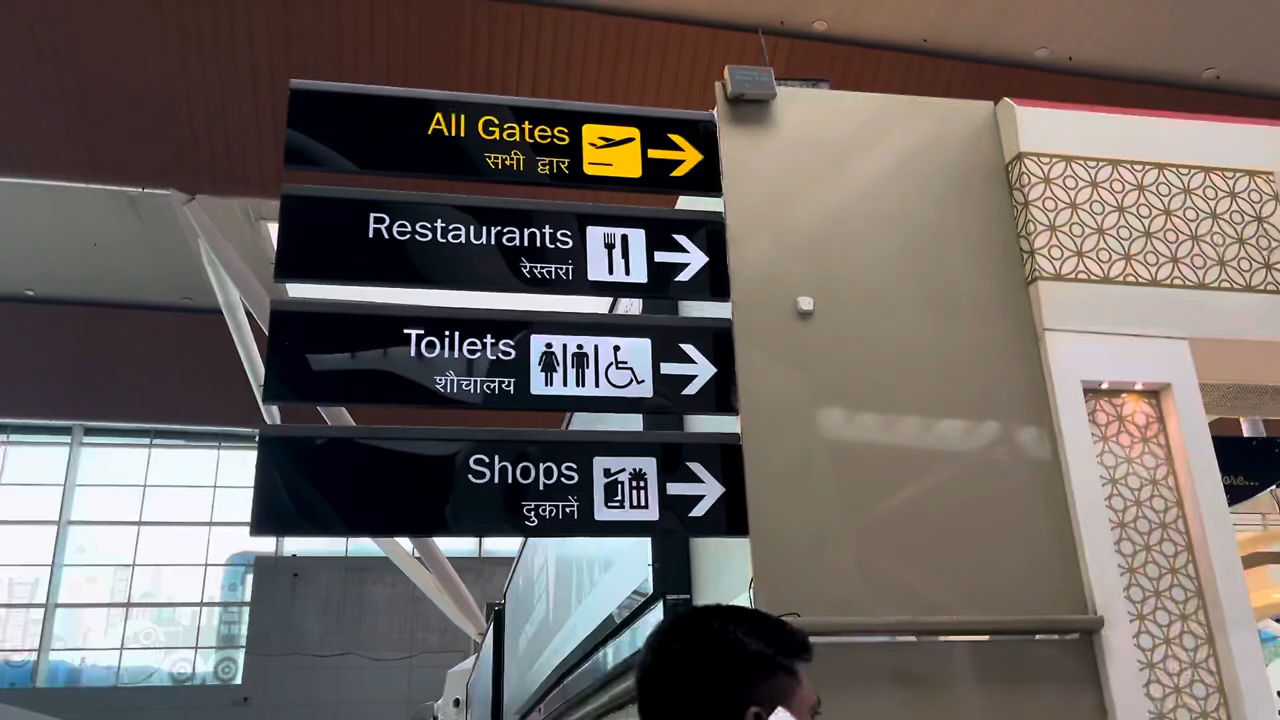 All Gates
सभी द्वार
Restaurants
रेस्तरां
Toilets
शौचालय
Shops
दुकानें